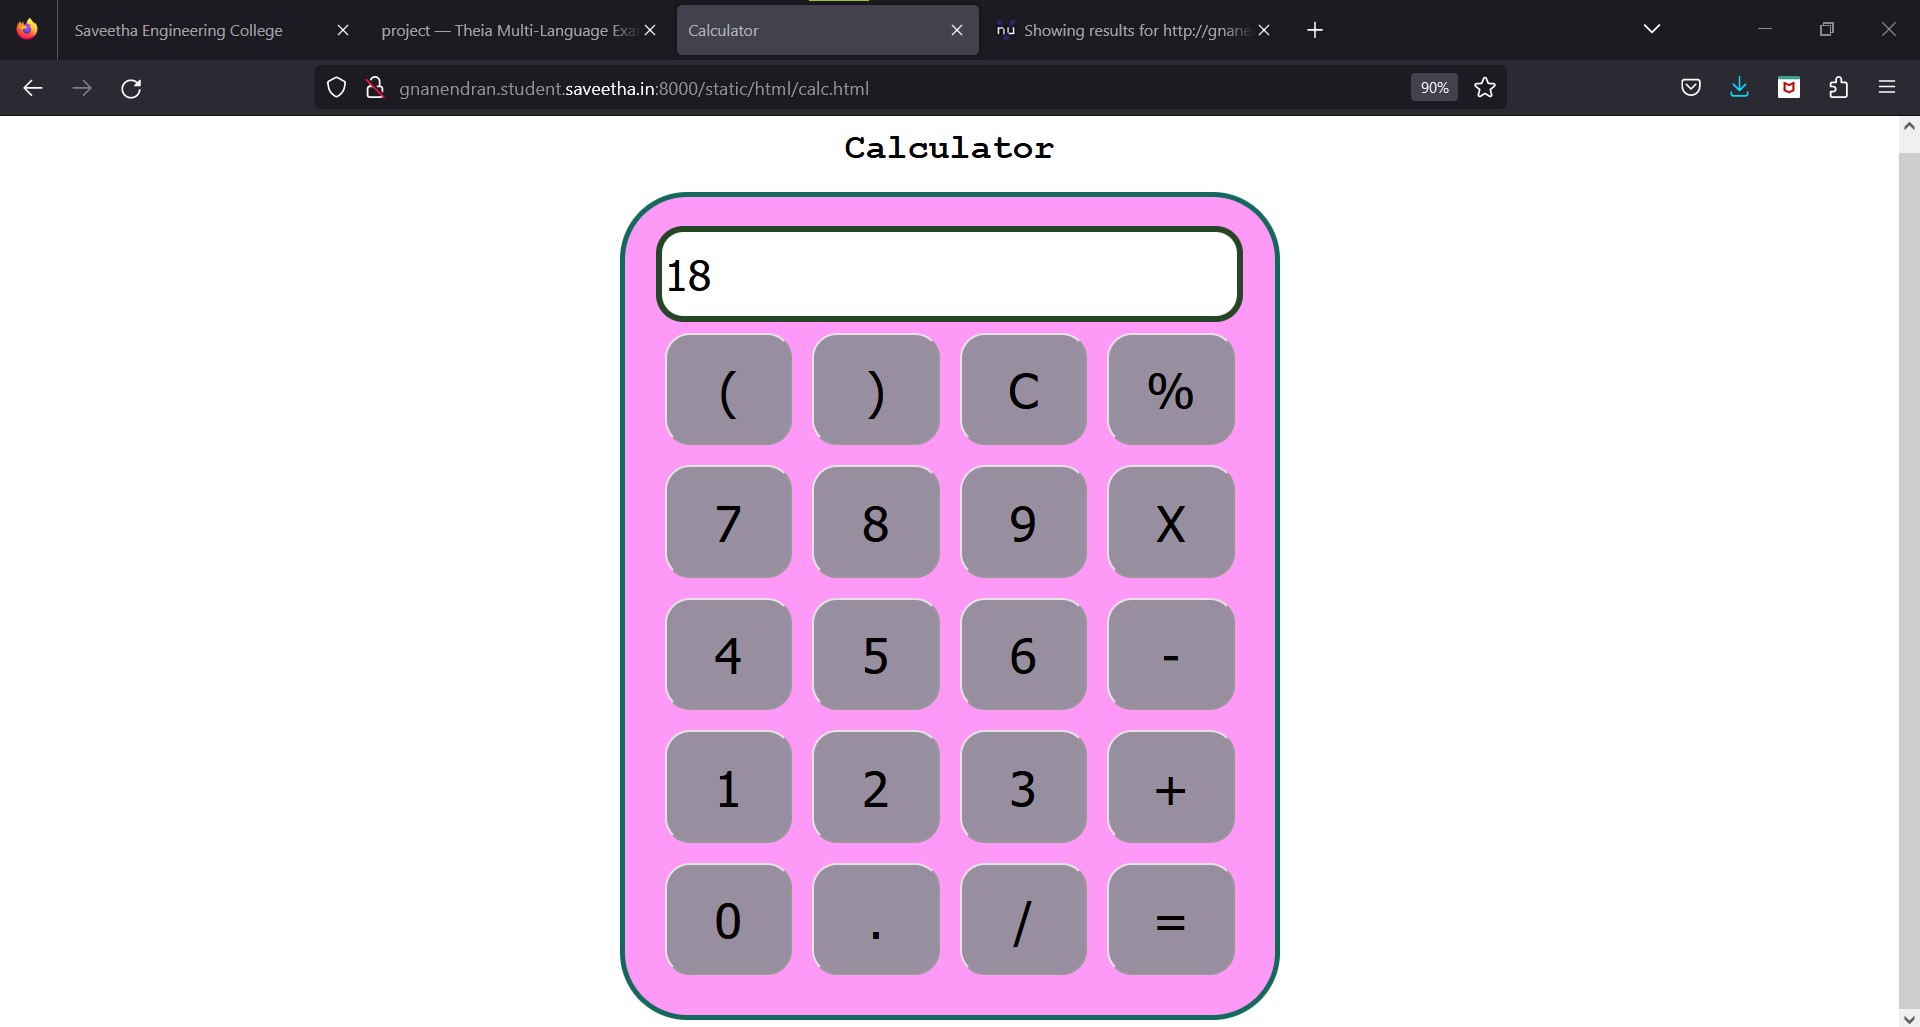 Saveetha Engineering College
project — Theia Multi-Language Exa
Calculator
nu Showing results for http://gnane
gnanendran.student.saveetha.in:8000/static/html/calc.html
90%
Calculator
18
( ) C %
7 8 9 X
4 5 6 -
1 2 3 +
0 . / =